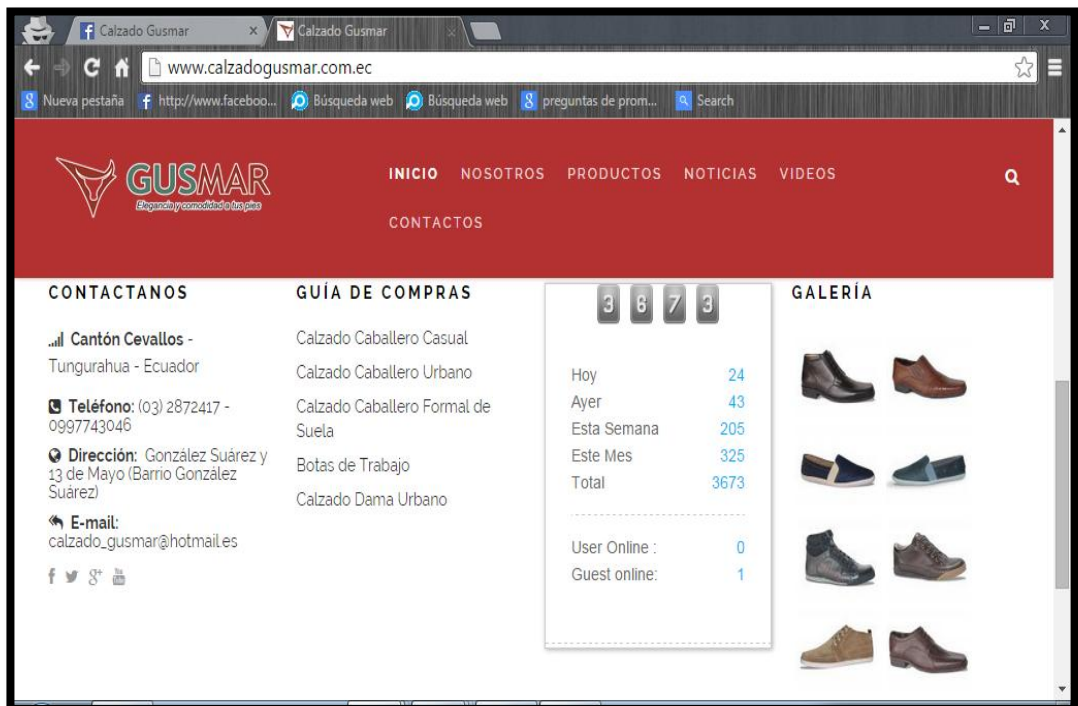 Calzado Gusmar
Calzado Gusmar
www.calzadogusmar.com.ec
Nueva pestaña
http://www.faceboo...
Búsqueda web
Búsqueda web
preguntas de prom...
Search
GUSMAR
Elegancia y comodidad a tus pies
INICIO NOSOTROS PRODUCTOS NOTICIAS VIDEOS
CONTACTOS
CONTACTANOS
Cantón Cevallos -
Tungurahua - Ecuador
Teléfono: (03) 2872417 -
0997743046
Dirección: González Suárez y
13 de Mayo (Barrio González
Suárez)
E-mail:
calzado_gusmar@hotmail.es
GUÍA DE COMPRAS
Calzado Caballero Casual
Calzado Caballero Urbano
Calzado Caballero Formal de
Suela
Botas de Trabajo
Calzado Dama Urbano
3 6 7 3
Hoy 24
Ayer 43
Esta Semana 205
Este Mes 325
Total 3673
User Online : 0
Guest online: 1
GALERÍA